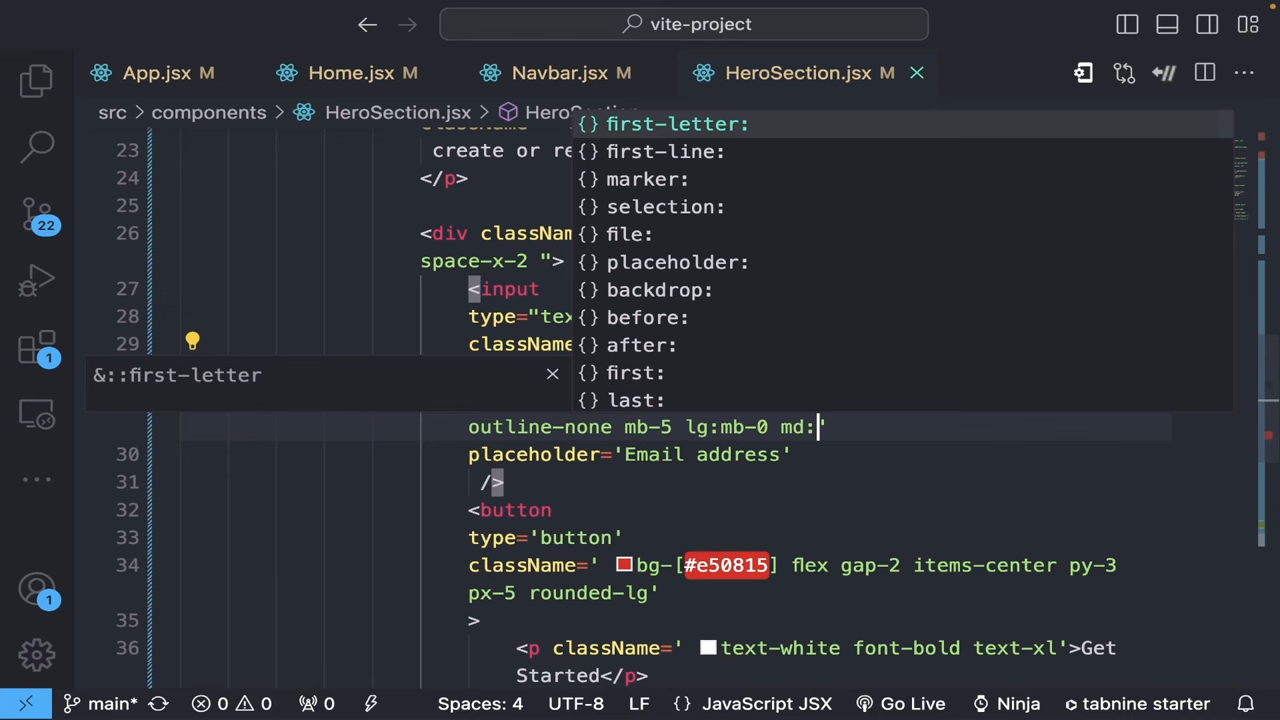 vite-project
App.jsx M
Home.jsx M
Navbar.jsx M
HeroSection.jsx M
src > components > HeroSection.jsx >
{} first-letter:
{} first-line:
{} marker:
{} selection:
{} file:
{} placeholder:
{} backdrop:
{} before:
{} after:
{} first:
{} last:
23 create or re
24 </p>
25
26 <div classNam
space-x-2 ">
27 <input
28 type="tex
29 className
&::first-letter
outline-none mb-5 lg:mb-0 md:'
30 placeholder='Email address'
31 />
32 <button
33 type='button'
34 className=' bg-[#e50815] flex gap-2 items-center py-3
px-5 rounded-lg'
35 >
36 <p className=' text-white font-bold text-xl'>Get
Started</p>
22
1
1
main* 0 0 0 Spaces: 4 UTF-8 LF {} JavaScript JSX Go Live Ninja tabnine starter